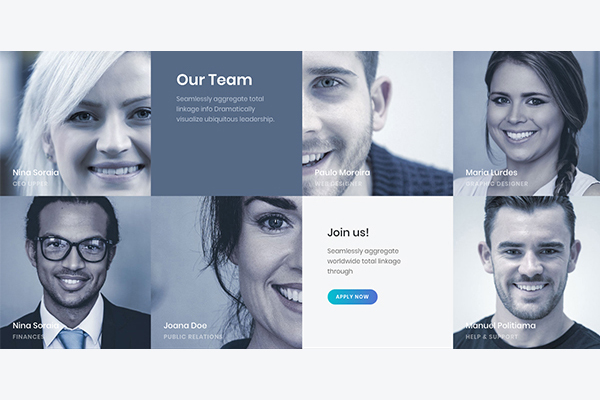 Our Team
Seamlessly aggregate total
linkage info Dramatically
visualize ubiquitous leadership.
Nina Soraia
CEO
Paulo Moreira
WEB DESIGNER
Maria Lurdes
GRAPHIC DESIGNER
Join us!
Seamlessly aggregate
worldwide total linkage
through
APPLY NOW
Nina Soraia
FINANCES
Joana Doe
PUBLIC RELATIONS
Manuel Politiama
HELP & SUPPORT